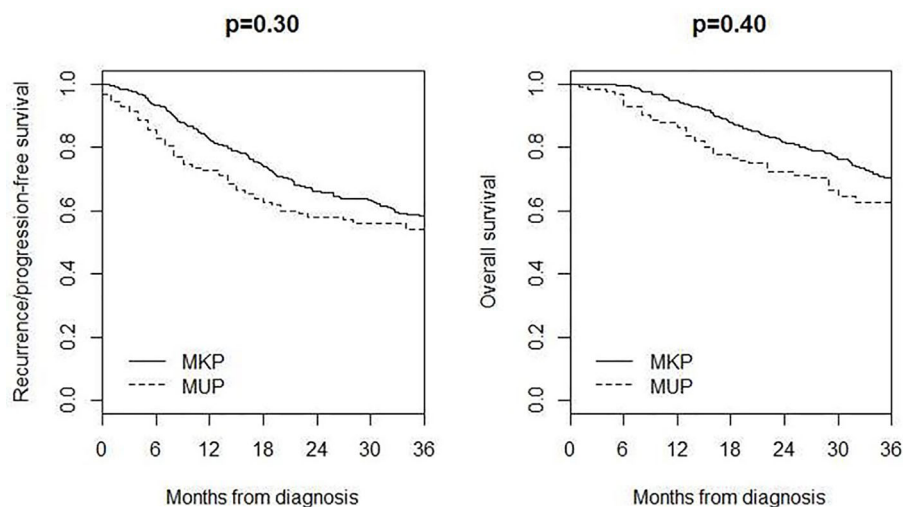 p=0.30
Recurrence/progression-free survival
1.0
0.8
0.6
0.4
0.2
0.0
MKP
MUP
0 6 12 18 24 30 36
Months from diagnosis
p=0.40
Overall survival
1.0
0.8
0.6
0.4
0.2
0.0
MKP
MUP
0 6 12 18 24 30 36
Months from diagnosis